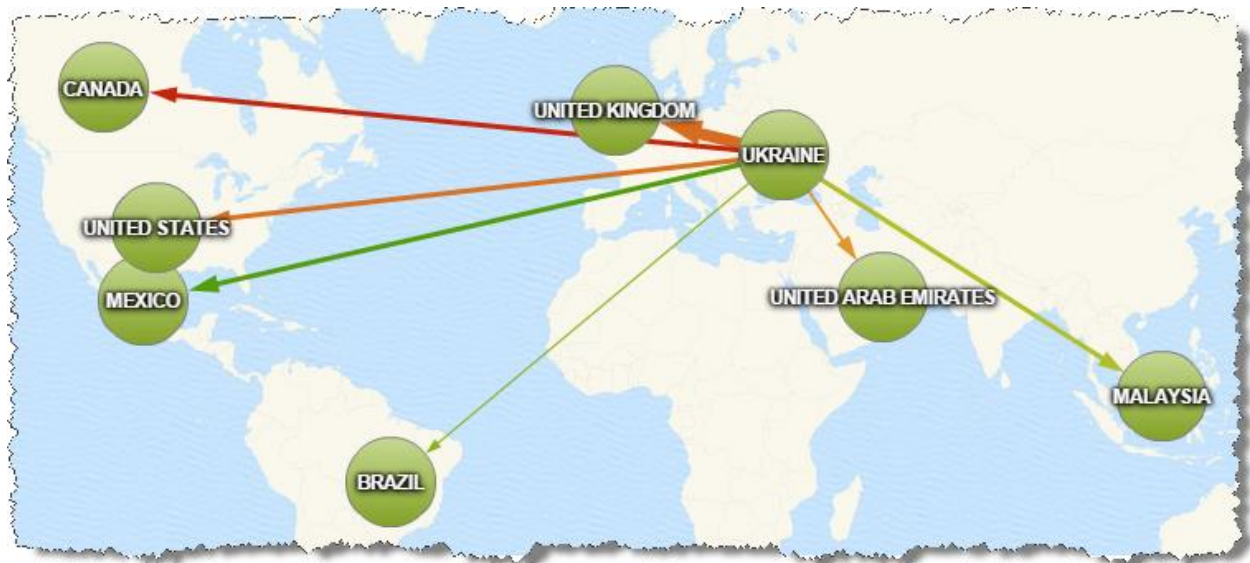 CANADA
UNITED KINGDOM
UKRAINE
UNITED STATES
MEXICO
UNITED ARAB EMIRATES
MALAYSIA
BRAZIL